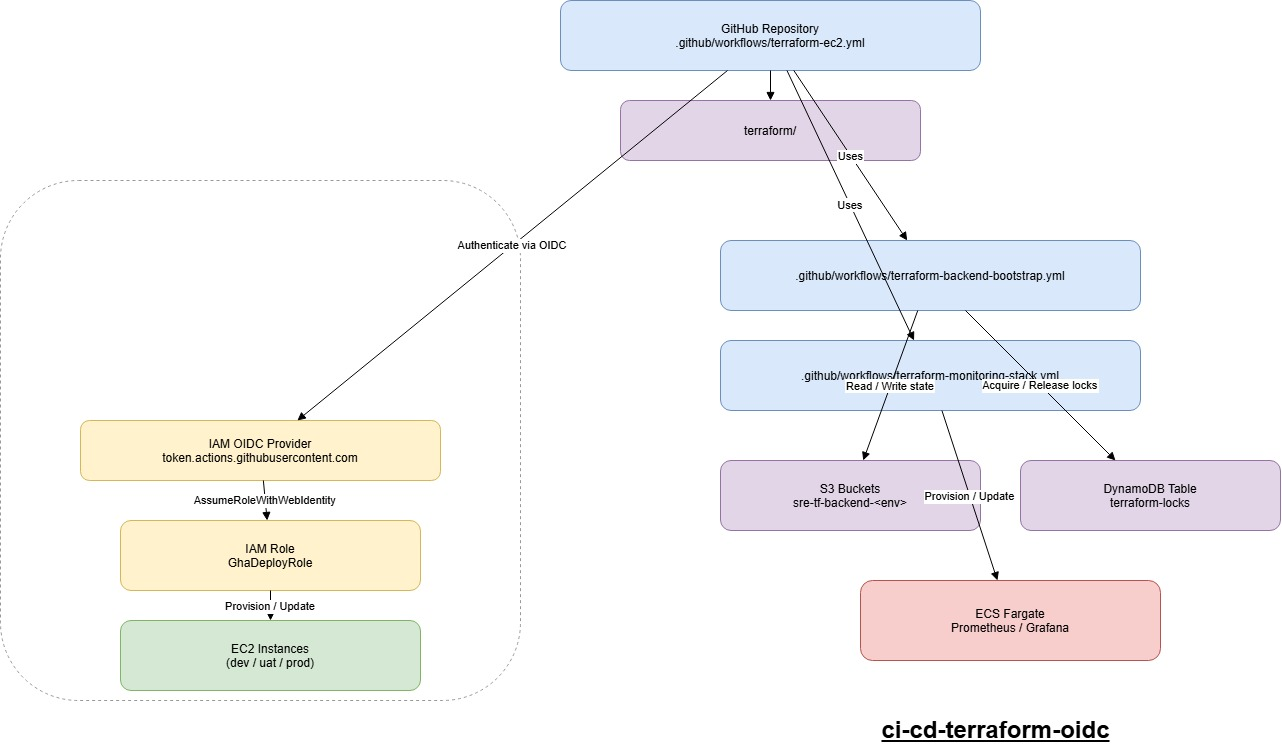 GitHub Repository
.github/workflows/terraform-ec2.yml
terraform/
Uses
Uses
Authenticate via OIDC
.github/workflows/terraform-backend-bootstrap.yml
.github/workflows/terraform-monitoring-stack.yml
Read / Write state
Acquire / Release locks
IAM OIDC Provider
token.actions.githubusercontent.com
AssumeRoleWithWebIdentity
S3 Buckets
sre-tf-backend-<env>
Provision / Update
DynamoDB Table
terraform-locks
IAM Role
GhaDeployRole
Provision / Update
EC2 Instances
(dev / uat / prod)
ECS Fargate
Prometheus / Grafana
ci-cd-terraform-oidc